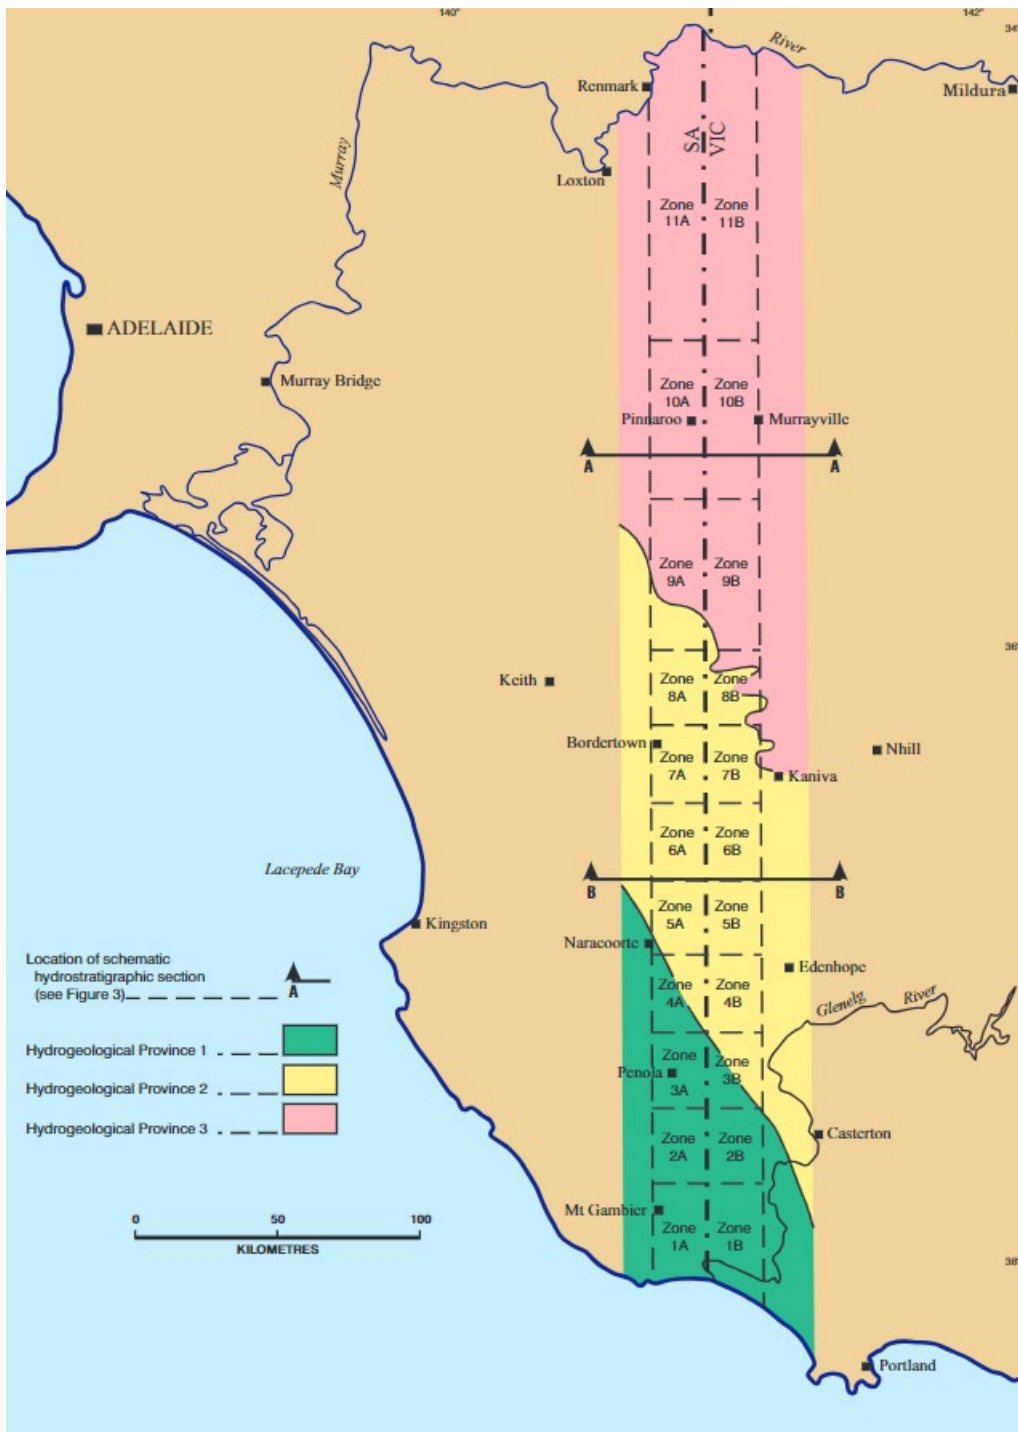 140°
142°
34°
River
Renmark
Mildura
Murray
SA
VIC
Loxton
Zone
11A
Zone
11B
ADELAIDE
Murray Bridge
Zone
10A
Zone
10B
Pinnaroo
Murrayville
A
A
Zone
9A
Zone
9B
36°
Keith
Zone
8A
Zone
8B
Bordertown
Nhill
Zone
7A
Zone
7B
Kaniva
Zone
6A
Zone
6B
Lacepede Bay
B
B
Kingston
Zone
5A
Zone
5B
Naracoorte
Edenhope
Zone
4A
Zone
4B
Glenelg
River
Location of schematic
hydrostratigraphic section
(see Figure 3)
A
Hydrogeological Province 1
Hydrogeological Province 2
Hydrogeological Province 3
Zone
3A
Zone
3B
Penola
Casterton
Zone
2A
Zone
2B
Mt Gambier
Zone
1A
Zone
1B
0 50 100
KILOMETRES
38°
Portland